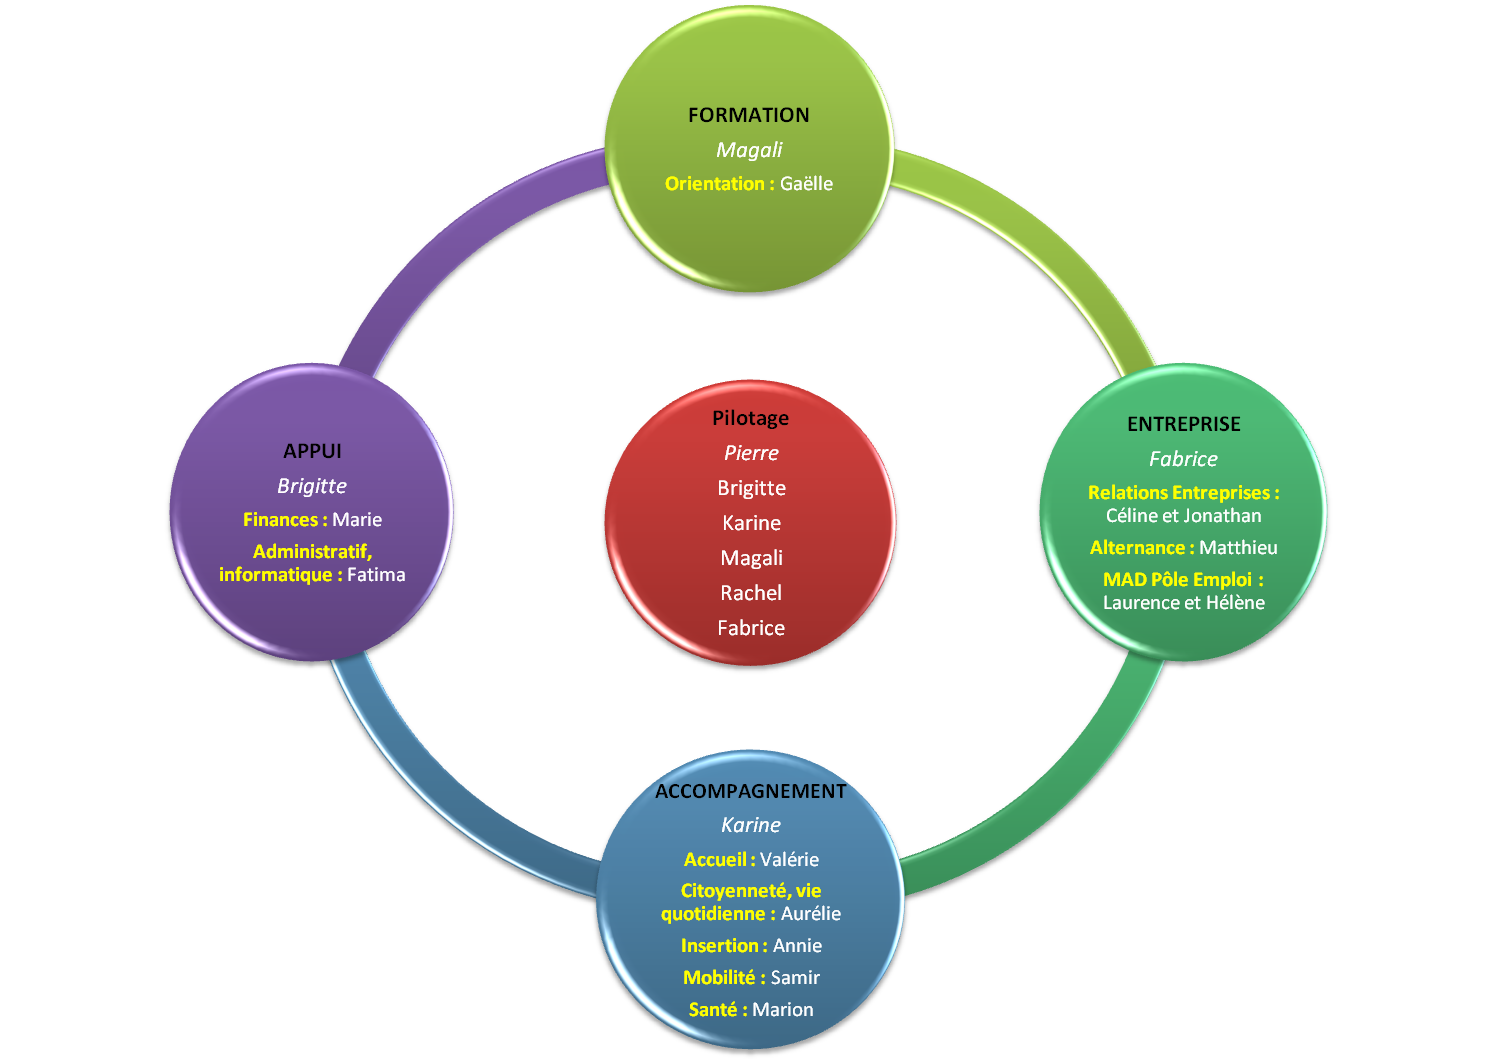 FORMATION
Magali
Orientation : Gaëlle
APPUI
Brigitte
Finances : Marie
Administratif,
informatique : Fatima
Pilotage
Pierre
Brigitte
Karine
Magali
Rachel
Fabrice
ENTREPRISE
Fabrice
Relations Entreprises :
Céline et Jonathan
Alternance : Matthieu
MAD Pôle Emploi :
Laurence et Hélène
ACCOMPAGNEMENT
Karine
Accueil : Valérie
Citoyenneté, vie
quotidienne : Aurélie
Insertion : Annie
Mobilité : Samir
Santé : Marion